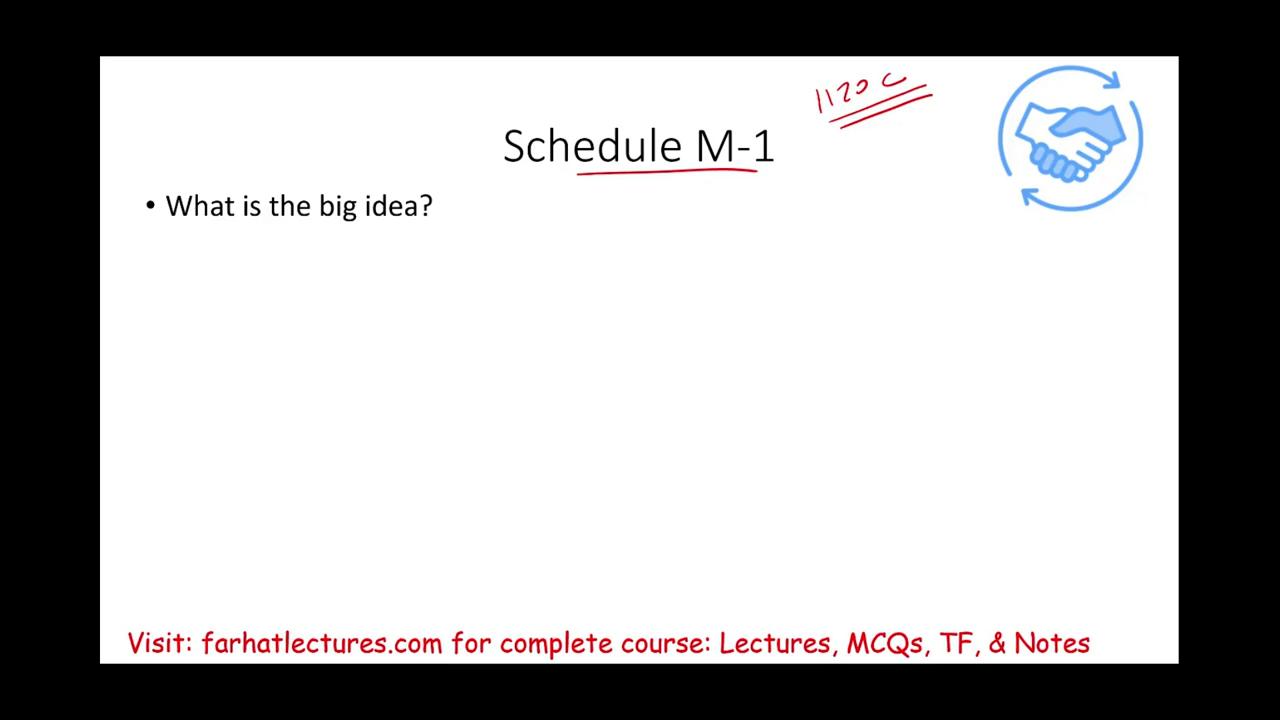 1120 C
Schedule M-1
• What is the big idea?
Visit: farhatlectures.com for complete course: Lectures, MCQs, TF, & Notes